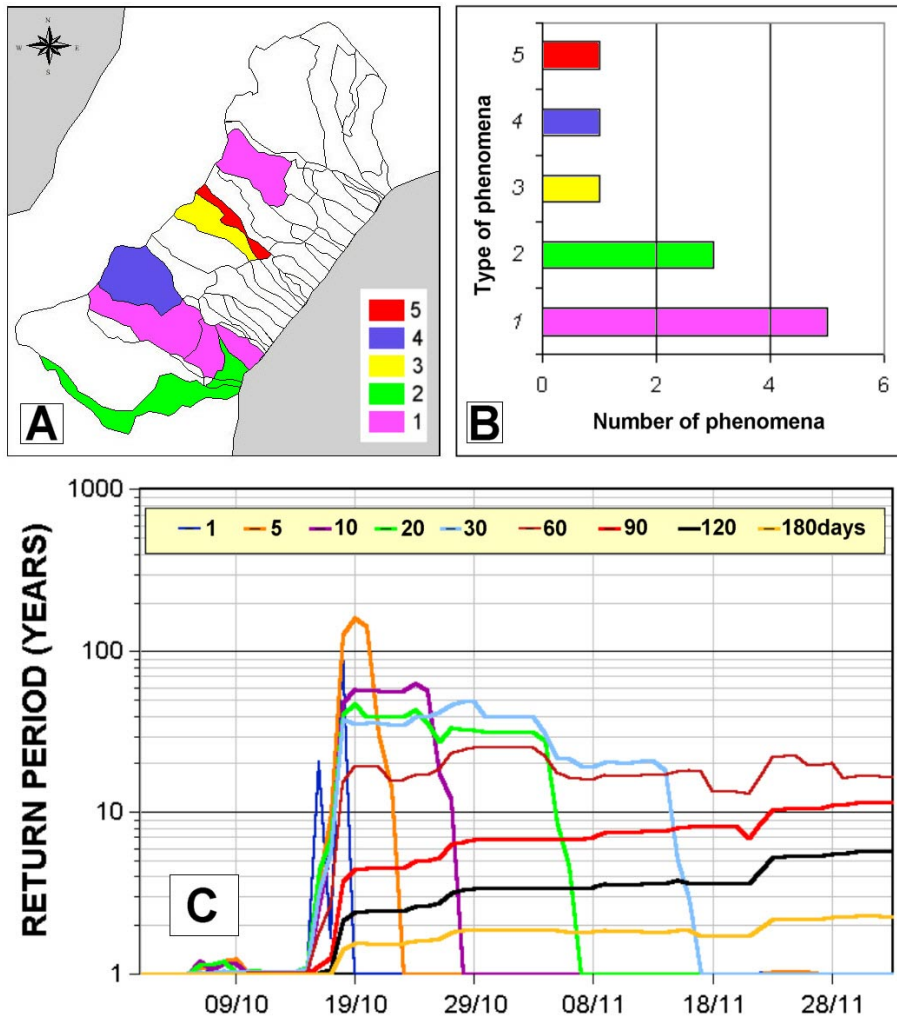 N
W E
S
5
4
3
2
1
A
Type of phenomena
5
4
3
2
1
0 2 4 6
Number of phenomena
B
RETURN PERIOD (YEARS)
1000
100
10
1
1 5 10 20 30 60 90 120 180days
C
09/10 19/10 29/10 08/11 18/11 28/11